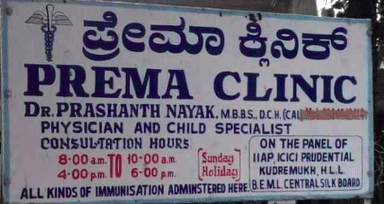 ಪ್ರೇಮಾ ಕ್ಲಿನಿಕ್
PREMA CLINIC
DR. PRASHANTH NAYAK, M.B.B.S., D.C.H. (CAL)
PHYSICIAN AND CHILD SPECIALIST
CONSULTATION HOURS
8-00 a.m. TO 10-00 a.m.
4-00 p.m. 6-00 p.m.
Sunday
Holiday
ON THE PANEL OF
IIAP, ICICI PRUDENTIAL
KUDREMUKH, H.L.L.
B.E.M.L. CENTRAL SILK BOARD
ALL KINDS OF IMMUNISATION ADMINSTERED HERE.